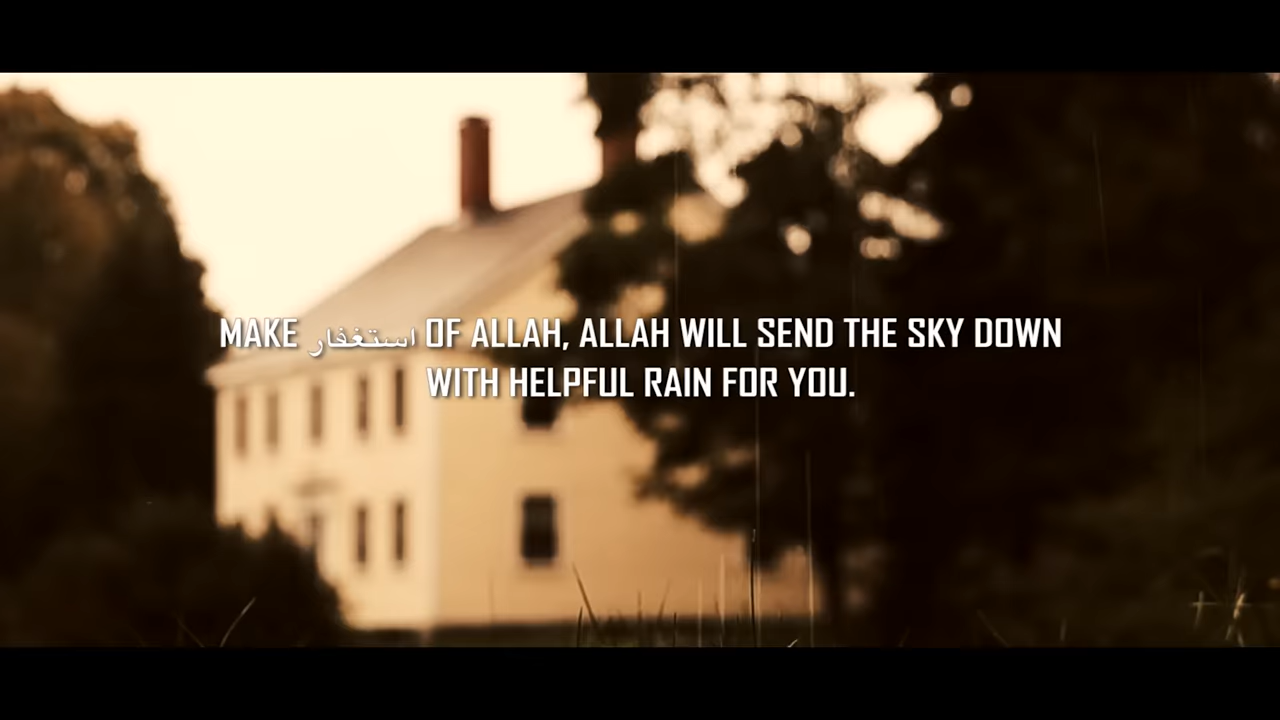 MAKE استغفار OF ALLAH, ALLAH WILL SEND THE SKY DOWN
WITH HELPFUL RAIN FOR YOU.